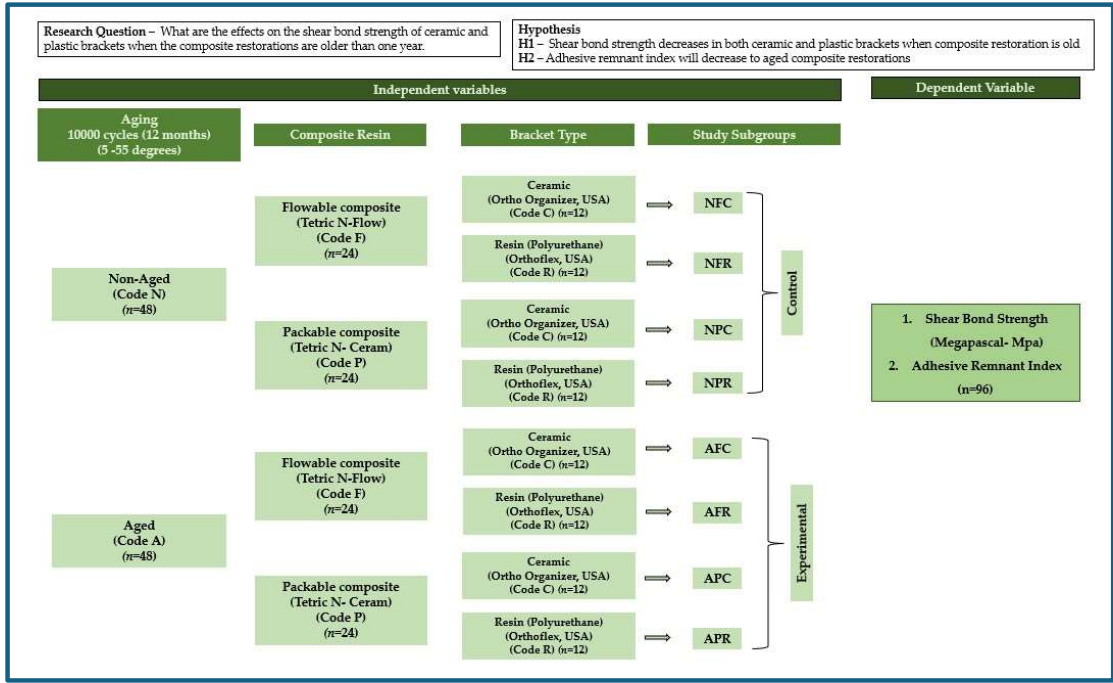 Research Question – What are the effects on the shear bond strength of ceramic and
plastic brackets when the composite restorations are older than one year.
Hypothesis
H1 – Shear bond strength decreases in both ceramic and plastic brackets when composite restoration is old
H2 – Adhesive remnant index will decrease to aged composite restorations
Independent variables
Dependent Variable
Aging
10000 cycles (12 months)
(5 -55 degrees)
Composite Resin
Bracket Type
Study Subgroups
Non-Aged
(Code N)
(n=48)
Flowable composite
(Tetric N-Flow)
(Code F)
(n=24)
Ceramic
(Ortho Organizer, USA)
(Code C) (n=12)
NFC
Resin (Polyurethane)
(Orthoflex, USA)
(Code R) (n=12)
NFR
Packable composite
(Tetric N- Ceram)
(Code P)
(n=24)
Ceramic
(Ortho Organizer, USA)
(Code C) (n=12)
NPC
Resin (Polyurethane)
(Orthoflex, USA)
(Code R) (n=12)
NPR
Control
Aged
(Code A)
(n=48)
Flowable composite
(Tetric N-Flow)
(Code F)
(n=24)
Ceramic
(Ortho Organizer, USA)
(Code C) (n=12)
AFC
Resin (Polyurethane)
(Orthoflex, USA)
(Code R) (n=12)
AFR
Packable composite
(Tetric N- Ceram)
(Code P)
(n=24)
Ceramic
(Ortho Organizer, USA)
(Code C) (n=12)
APC
Resin (Polyurethane)
(Orthoflex, USA)
(Code R) (n=12)
APR
Experimental
1. Shear Bond Strength
(Megapascal- Mpa)
2. Adhesive Remnant Index
(n=96)